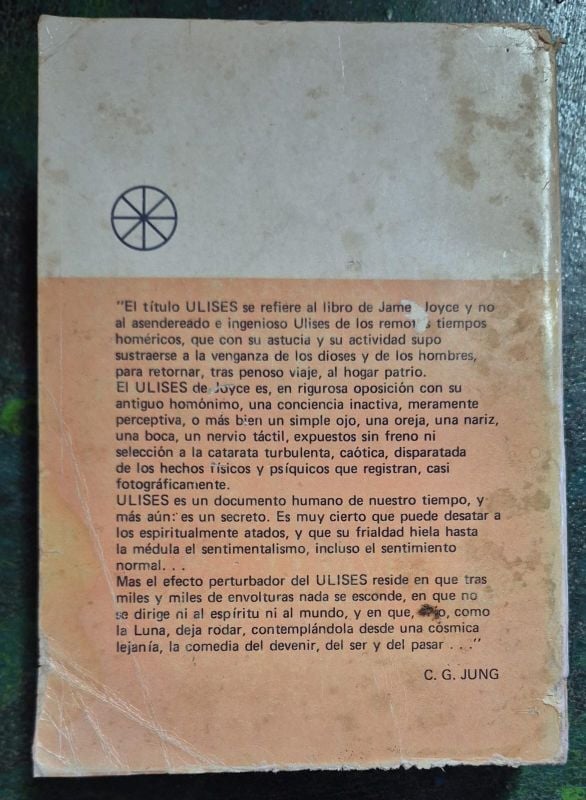 "El título ULISES se refiere al libro de Jame Joyce y no
al asendereado e ingenioso Ulises de los remotos tiempos
homéricos, que con su astucia y su actividad supo
sustraerse a la venganza de los dioses y de los hombres,
para retornar, tras penoso viaje, al hogar patrio.
El ULISES de Joyce es, en rigurosa oposición con su
antiguo homónimo, una conciencia inactiva, meramente
perceptiva, o más bien un simple ojo, una oreja, una nariz,
una boca, un nervio táctil, expuestos sin freno ni
selección a la catarata turbulenta, caótica, disparatada
de los hechos físicos y psíquicos que registran, casi
fotográficamente.
ULISES es un documento humano de nuestro tiempo, y
más aún: es un secreto. Es muy cierto que puede desatar a
los espiritualmente atados, y que su frialdad hiela hasta
la médula el sentimentalismo, incluso el sentimiento
normal. . .
Mas el efecto perturbador del ULISES reside en que tras
miles y miles de envolturas nada se esconde, en que no
se dirige ni al espíritu ni al mundo, y en que, como
la Luna, deja rodar, contemplándola desde una cósmica
lejanía, la comedia del devenir, del ser y del pasar . . ."
C. G. JUNG